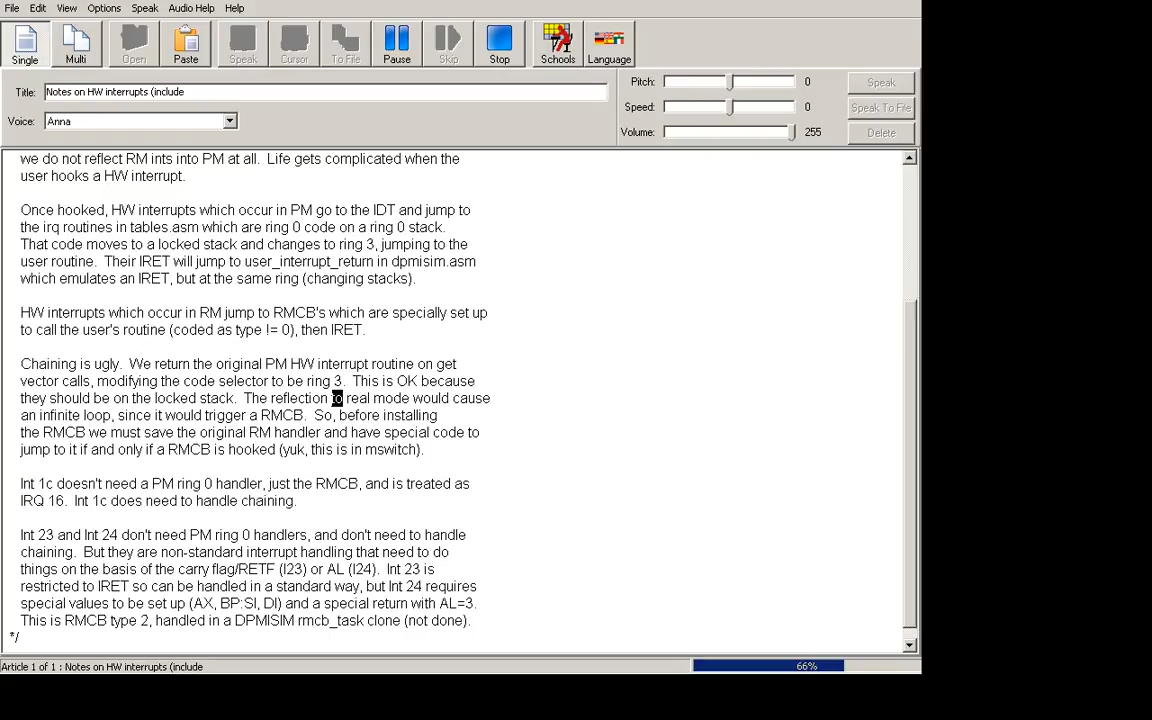 File Edit View Options Speak Audio Help Help
Single Multi Open Paste Speak Cursor To File Pause Skip Stop Schools Language
Title: Notes on HW interrupts (include
Pitch: 0 Speak
Speed: 0 Speak To File
Voice: Anna
Volume: 255 Delete
we do not reflect RM ints into PM at all. Life gets complicated when the
user hooks a HW interrupt.
Once hooked, HW interrupts which occur in PM go to the IDT and jump to
the irq routines in tables.asm which are ring 0 code on a ring 0 stack.
That code moves to a locked stack and changes to ring 3, jumping to the
user routine. Their IRET will jump to user_interrupt_return in dpmisim.asm
which emulates an IRET, but at the same ring (changing stacks).
HW interrupts which occur in RM jump to RMCB's which are specially set up
to call the user's routine (coded as type != 0), then IRET.
Chaining is ugly. We return the original PM HW interrupt routine on get
vector calls, modifying the code selector to be ring 3. This is OK because
they should be on the locked stack. The reflection to real mode would cause
an infinite loop, since it would trigger a RMCB. So, before installing
the RMCB we must save the original RM handler and have special code to
jump to it if and only if a RMCB is hooked (yuk, this is in mswitch).
Int 1c doesn't need a PM ring 0 handler, just the RMCB, and is treated as
IRQ 16. Int 1c does need to handle chaining.
Int 23 and Int 24 don't need PM ring 0 handlers, and don't need to handle
chaining. But they are non-standard interrupt handling that need to do
things on the basis of the carry flag/RETF (I23) or AL (I24). Int 23 is
restricted to IRET so can be handled in a standard way, but Int 24 requires
special values to be set up (AX, BP:SI, DI) and a special return with AL=3.
This is RMCB type 2, handled in a DPMISIM rmcb_task clone (not done).
*/
Article 1 of 1 : Notes on HW interrupts (include 66%